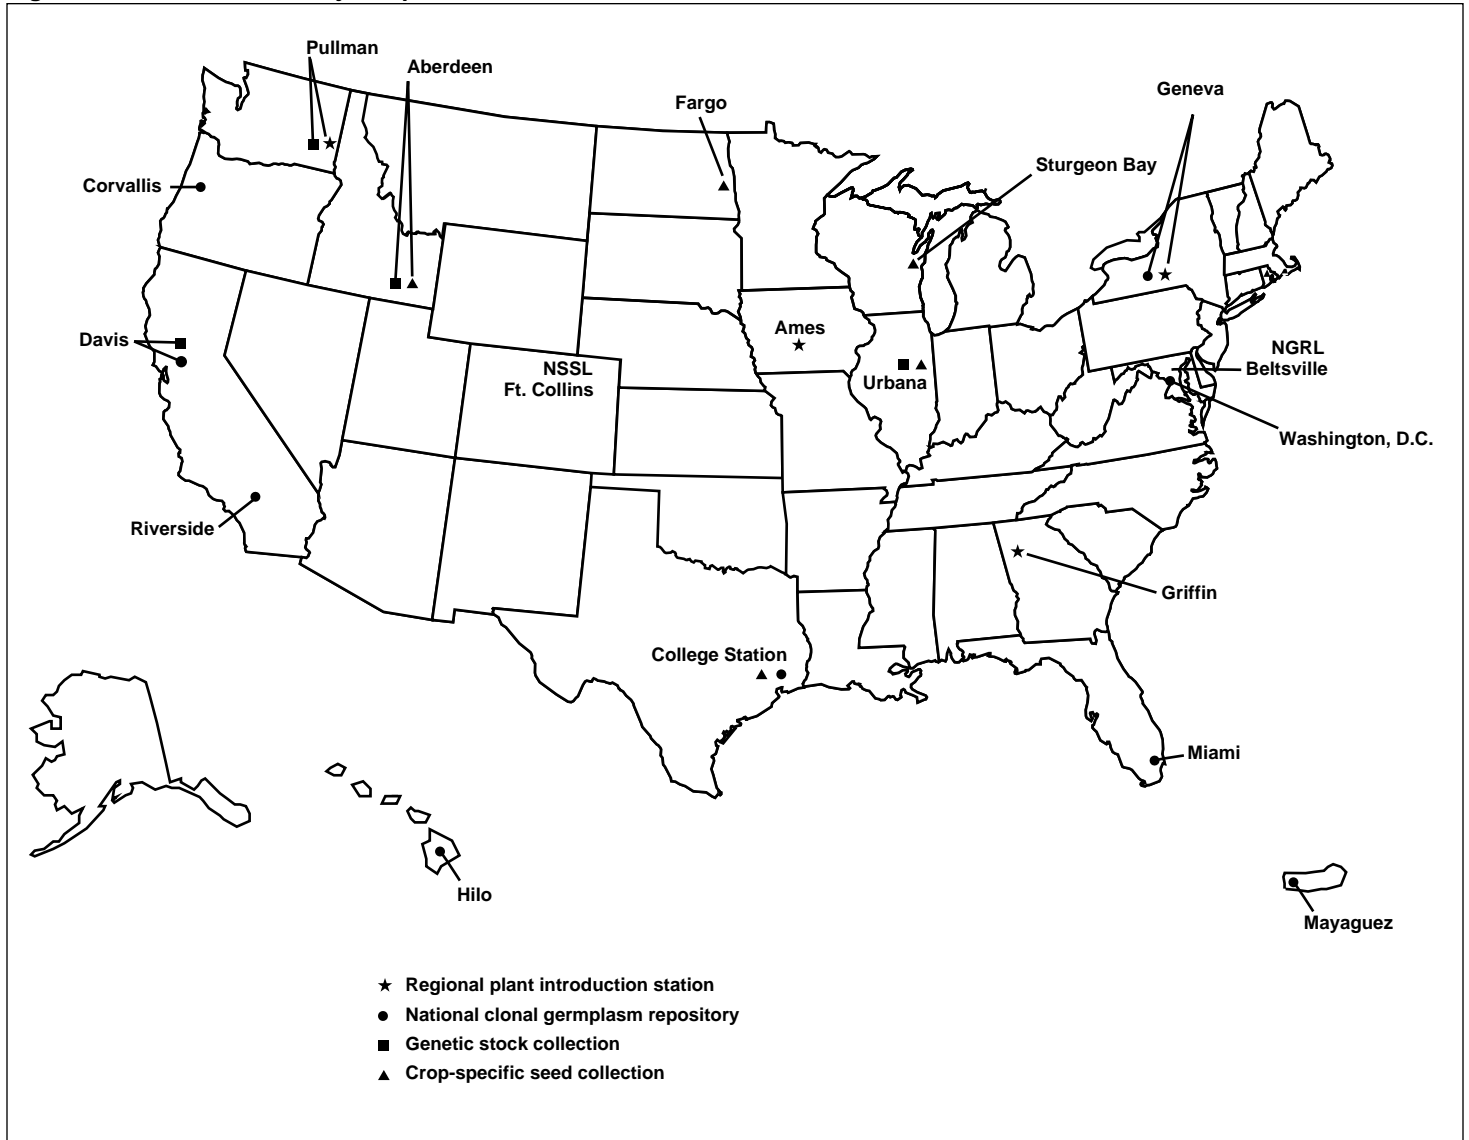 Pullman
Aberdeen
Geneva
Fargo
Sturgeon Bay
Corvallis
Ames
Davis
NGRL
Beltsville
NSSL
Ft. Collins
Urbana
Washington, D.C.
Riverside
Griffin
College Station
Miami
Hilo
Mayaguez
Regional plant introduction station
National clonal germplasm repository
Genetic stock collection
Crop-specific seed collection